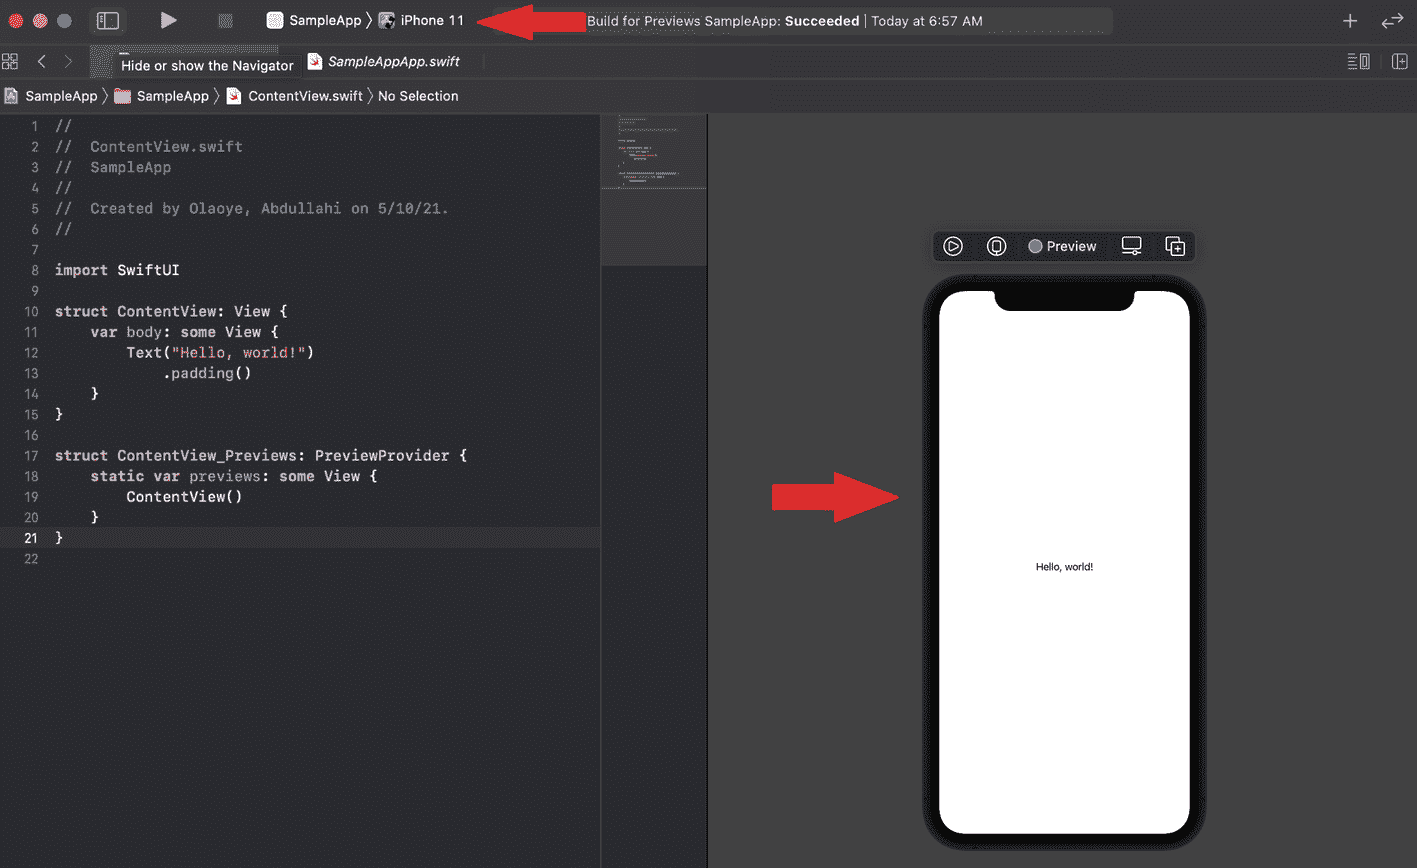 SampleApp 〉 iPhone 11
Build for Previews SampleApp: Succeeded | Today at 6:57 AM
Hide or show the Navigator
SampleAppApp.swift
SampleApp 〉 SampleApp 〉 ContentView.swift 〉 No Selection
1 //
2 //  ContentView.swift
3 //  SampleApp
4 //
5 //  Created by Olaoye, Abdullahi on 5/10/21.
6 //
7
8 import SwiftUI
9
10 struct ContentView: View {
11     var body: some View {
12         Text("Hello, world!")
13             .padding()
14     }
15 }
16
17 struct ContentView_Previews: PreviewProvider {
18     static var previews: some View {
19         ContentView()
20     }
21 }
22
Preview
Hello, world!